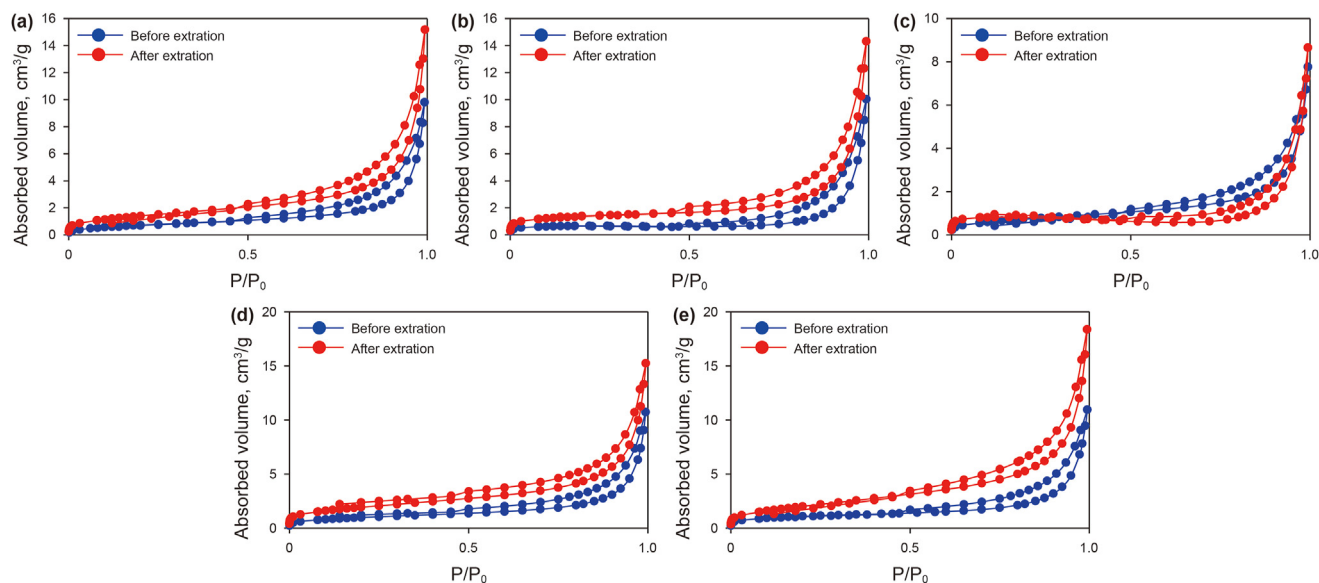 (a)
Before extration
After extration
Absorbed volume, cm³/g
16
14
12
10
8
6
4
2
0
0
0.5
1.0
P/P₀
(b)
Before extration
After extration
Absorbed volume, cm³/g
16
14
12
10
8
6
4
2
0
0
0.5
1.0
P/P₀
(c)
Before extration
After extration
Absorbed volume, cm³/g
10
8
6
4
2
0
0
0.5
1.0
P/P₀
(d)
Before extration
After extration
Absorbed volume, cm³/g
20
15
10
5
0
0
0.5
1.0
P/P₀
(e)
Before extration
After extration
Absorbed volume, cm³/g
20
15
10
5
0
0
0.5
1.0
P/P₀